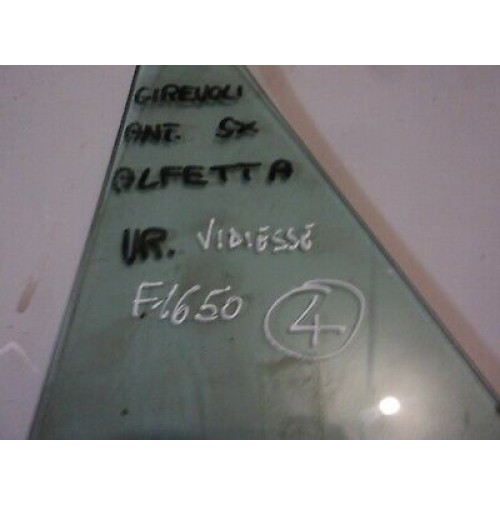 GIREVOLI
ANT. SX
ALFETTA
VR. VIDIESSE
F1650 4